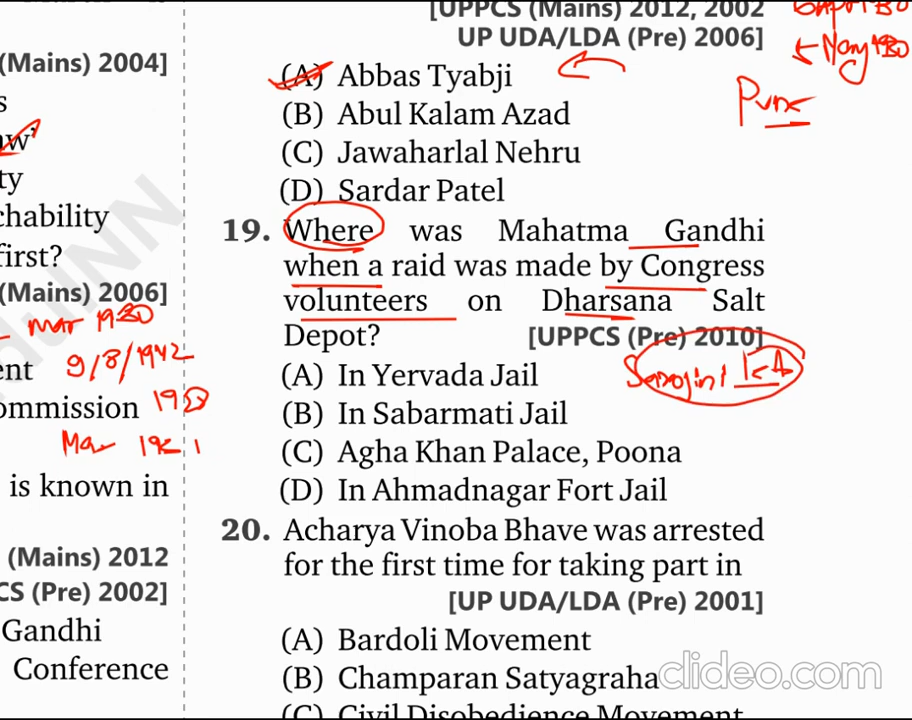 [UPPCS (Mains) 2012, 2002
UP UDA/LDA (Pre) 2006]
(A) Abbas Tyabji
(B) Abul Kalam Azad
(C) Jawaharlal Nehru
(D) Sardar Patel
Pune
19. Where was Mahatma Gandhi
when a raid was made by Congress
volunteers on Dharsana Salt
Depot? [UPPCS (Pre) 2010]
(A) In Yervada Jail
(B) In Sabarmati Jail
(C) Agha Khan Palace, Poona
(D) In Ahmadnagar Fort Jail
20. Acharya Vinoba Bhave was arrested
for the first time for taking part in
[UP UDA/LDA (Pre) 2001]
(A) Bardoli Movement
(B) Champaran Satyagraha
(C) Civil Disobedience Movement
(Mains) 2004]
s
ty
chability
first?
(Mains) 2006]
Mar 1930
ent 9/8/1942
ommission
is known in
(Mains) 2012
CS (Pre) 2002]
Gandhi
Conference
clideo.com